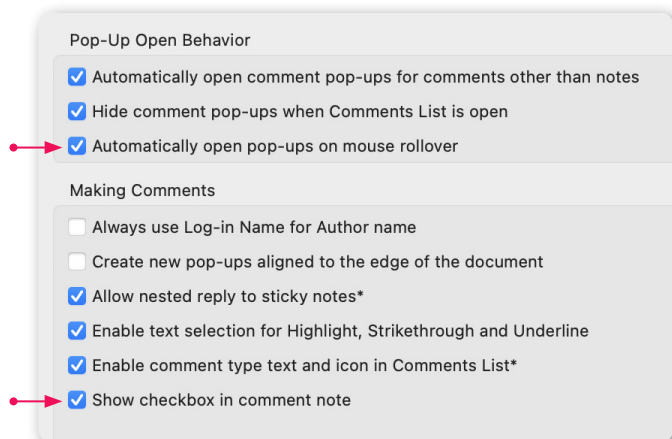 Pop-Up Open Behavior
Automatically open comment pop-ups for comments other than notes
Hide comment pop-ups when Comments List is open
Automatically open pop-ups on mouse rollover
Making Comments
Always use Log-in Name for Author name
Create new pop-ups aligned to the edge of the document
Allow nested reply to sticky notes*
Enable text selection for Highlight, Strikethrough and Underline
Enable comment type text and icon in Comments List*
Show checkbox in comment note